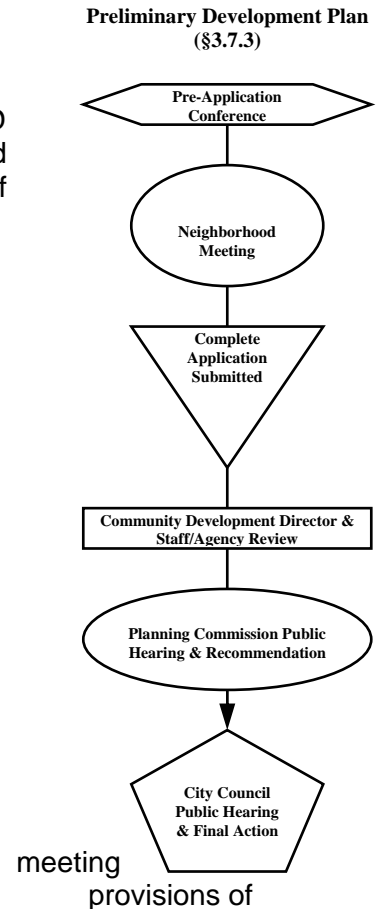 Preliminary Development Plan
(§3.7.3)
Pre-Application
Conference
D
d
f
Neighborhood
Meeting
Complete
Application
Submitted
Community Development Director &
Staff/Agency Review
Planning Commission Public
Hearing & Recommendation
City Council
Public Hearing
& Final Action
meeting
provisions of